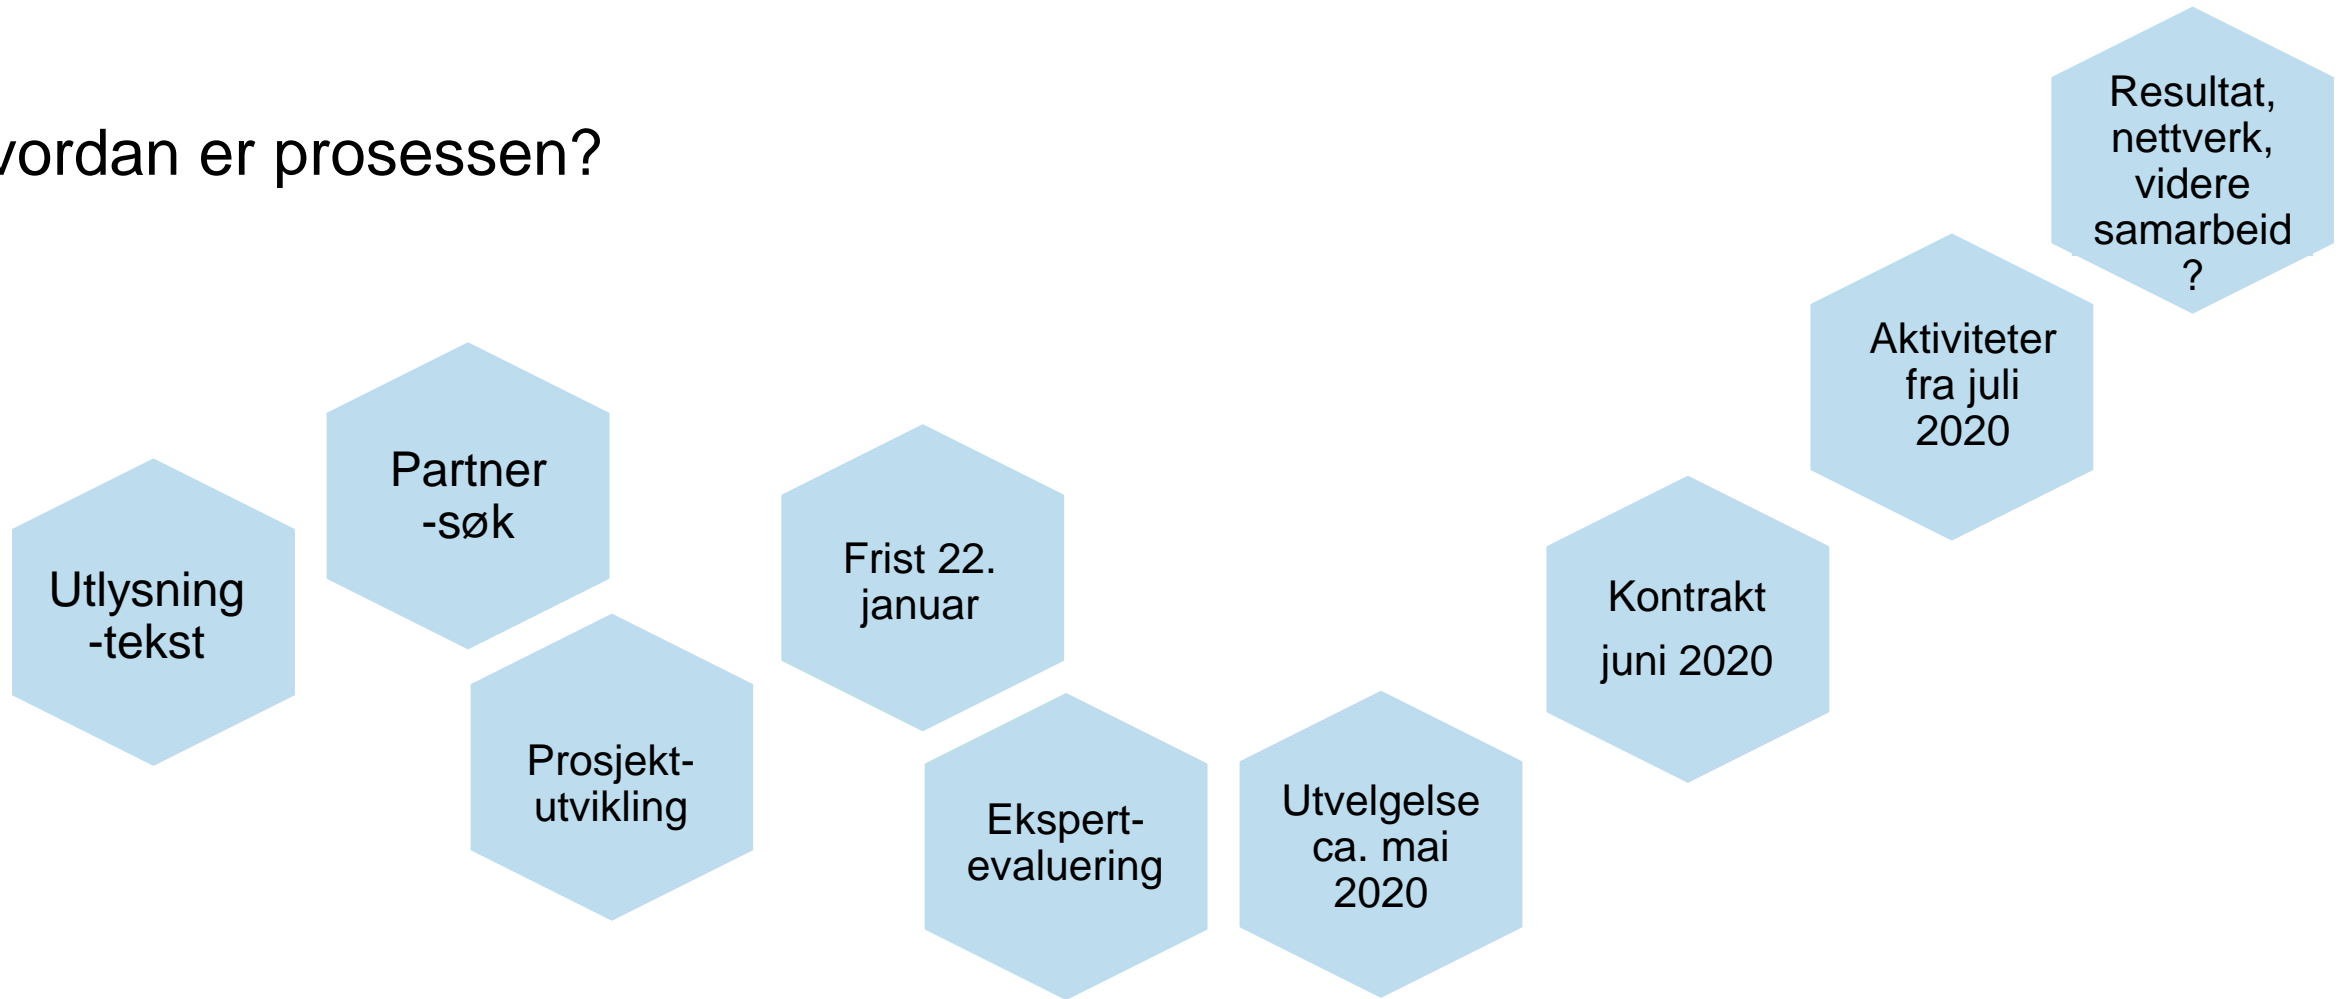 vordan er prosessen?
Utlysning
-tekst
Partner
-søk
Prosjekt-
utvikling
Frist 22.
januar
Ekspert-
evaluering
Utvelgelse
ca. mai
2020
Kontrakt
juni 2020
Aktiviteter
fra juli
2020
Resultat,
nettverk,
videre
samarbeid
?